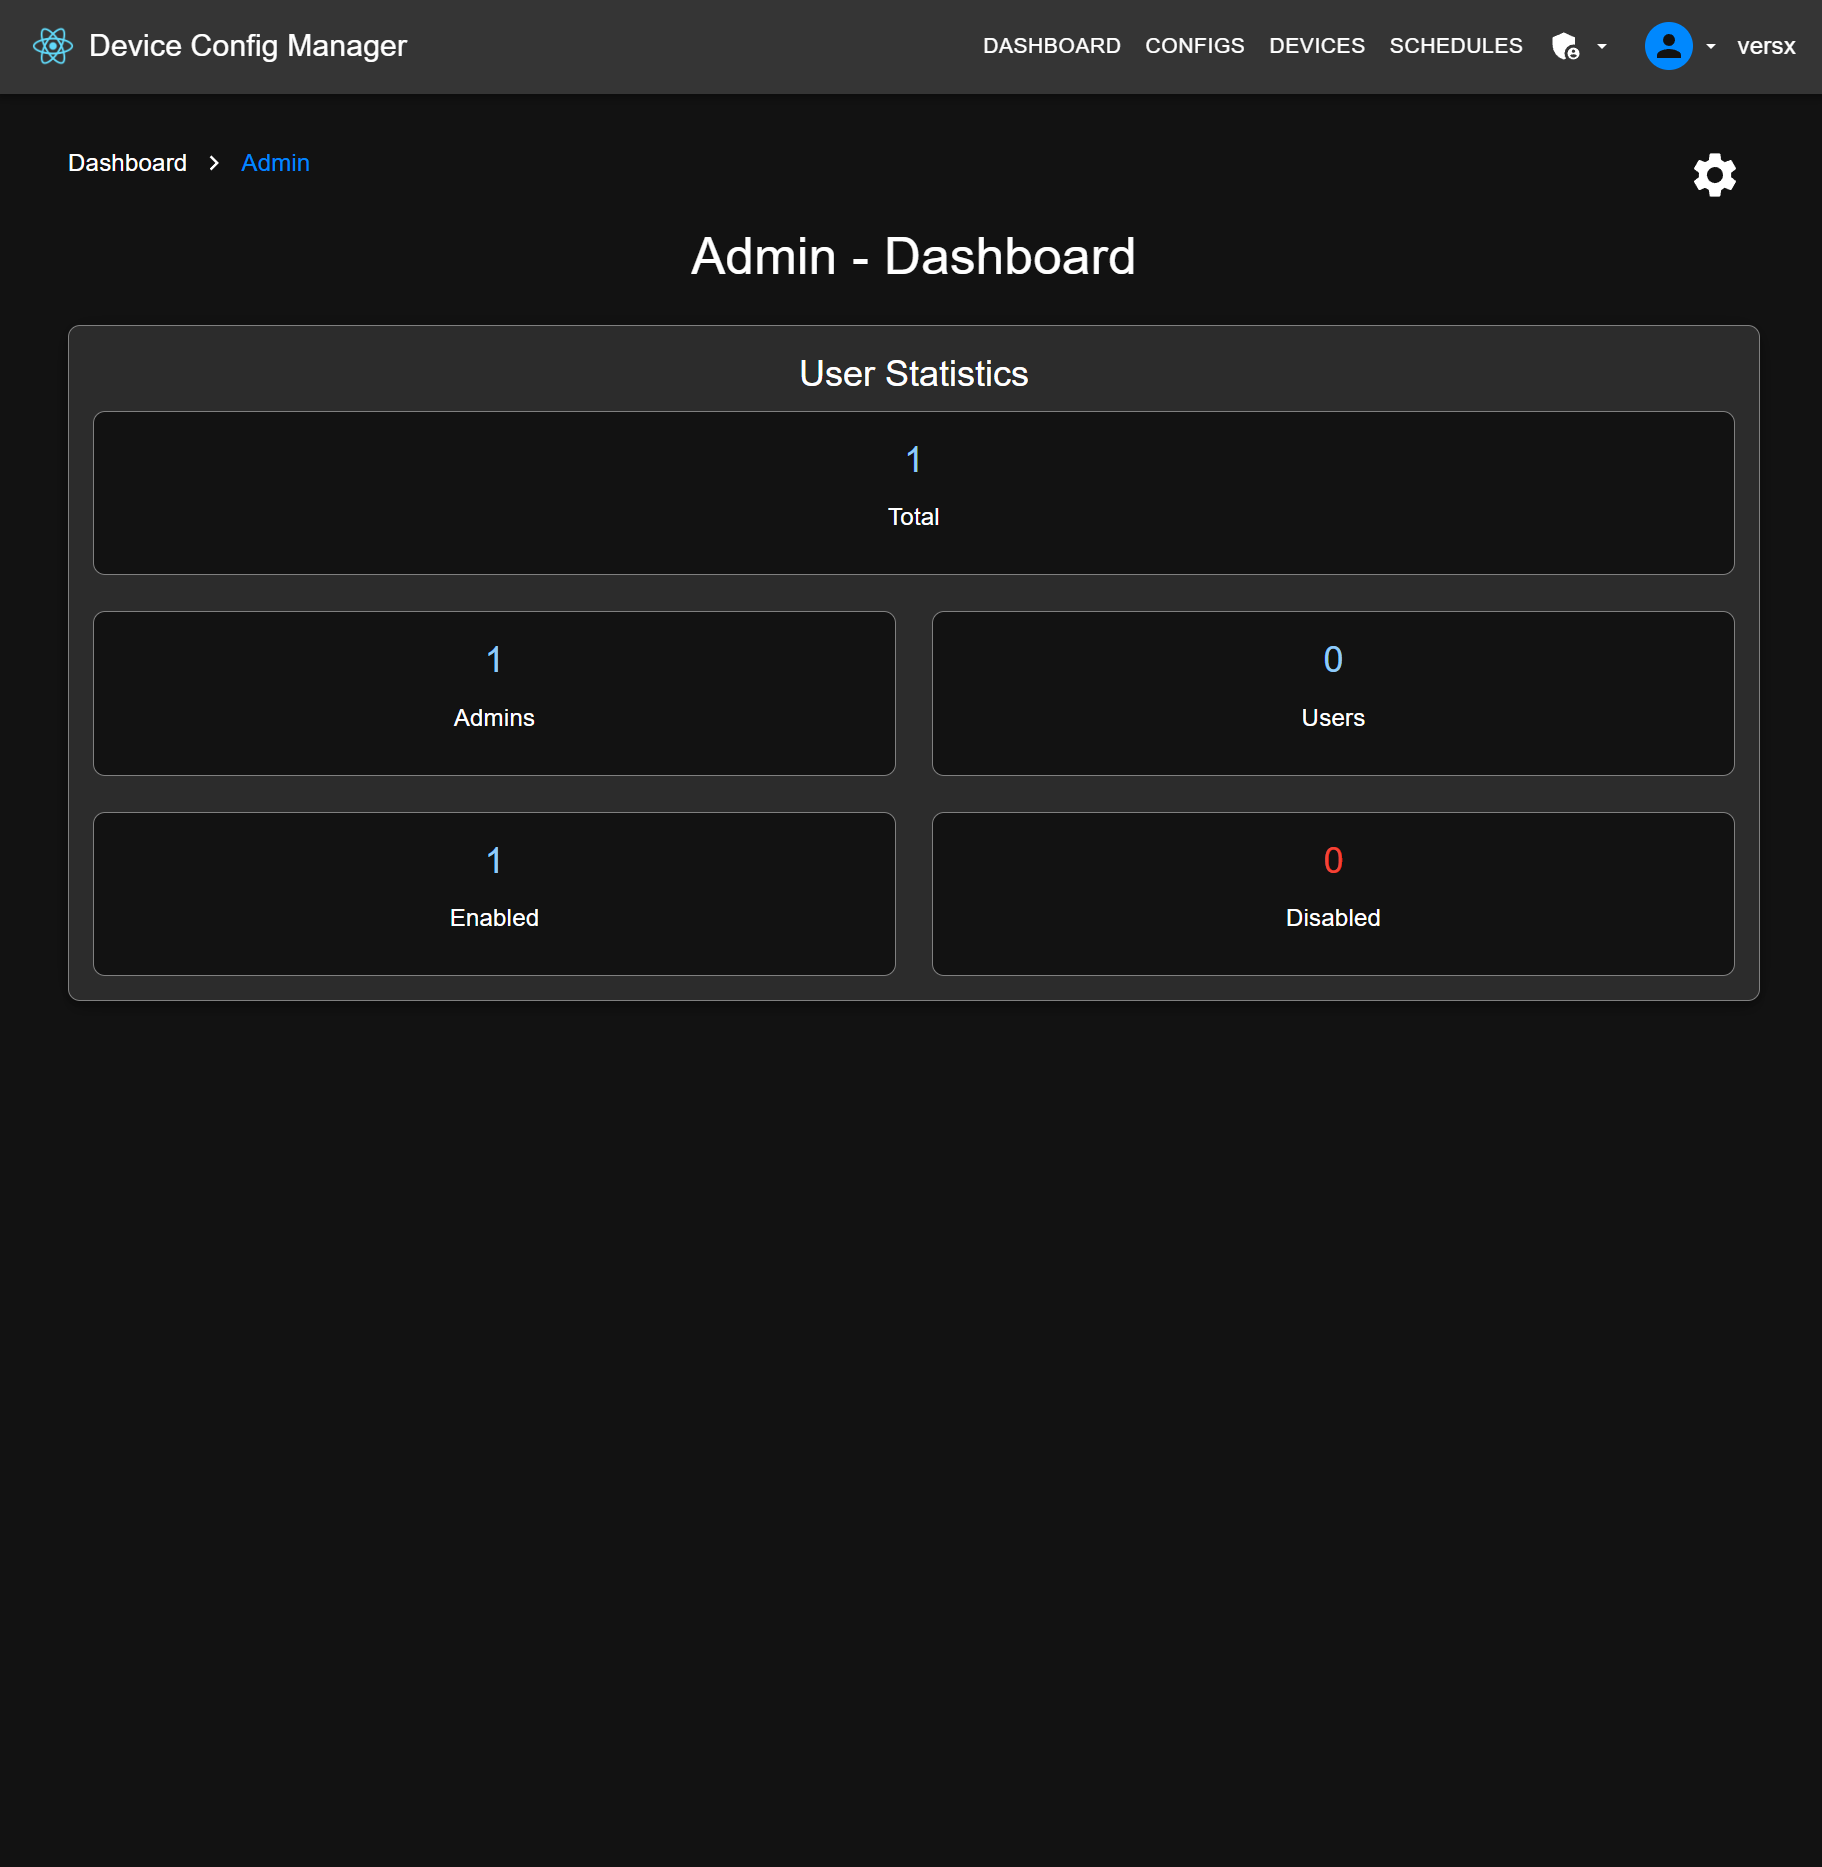 Device Config Manager
DASHBOARD CONFIGS DEVICES SCHEDULES versx
Dashboard > Admin
Admin - Dashboard
User Statistics
1
Total
1
Admins
0
Users
1
Enabled
0
Disabled